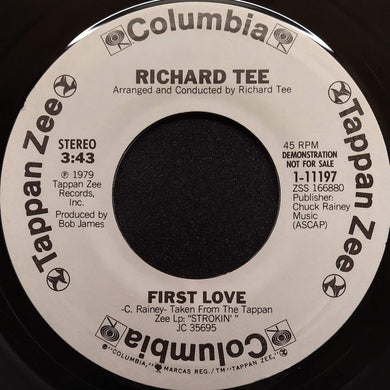 Columbia
RICHARD TEE
Arranged and Conducted by Richard Tee
Tappan Zee
Tappan Zee
STEREO
3:43
℗ 1979
Tappan Zee
Records,
Inc.
Produced by
Bob James
45 RPM
DEMONSTRATION
NOT FOR SALE
1-11197
ZSS 166880
Publisher:
Chuck Rainey
Music
(ASCAP)
FIRST LOVE
-C. Rainey- Taken From The Tappan
Zee Lp: "STROKIN' "
JC 35695
Columbia
"COLUMBIA," MARCAS REG./ TM "TAPPAN ZEE,"